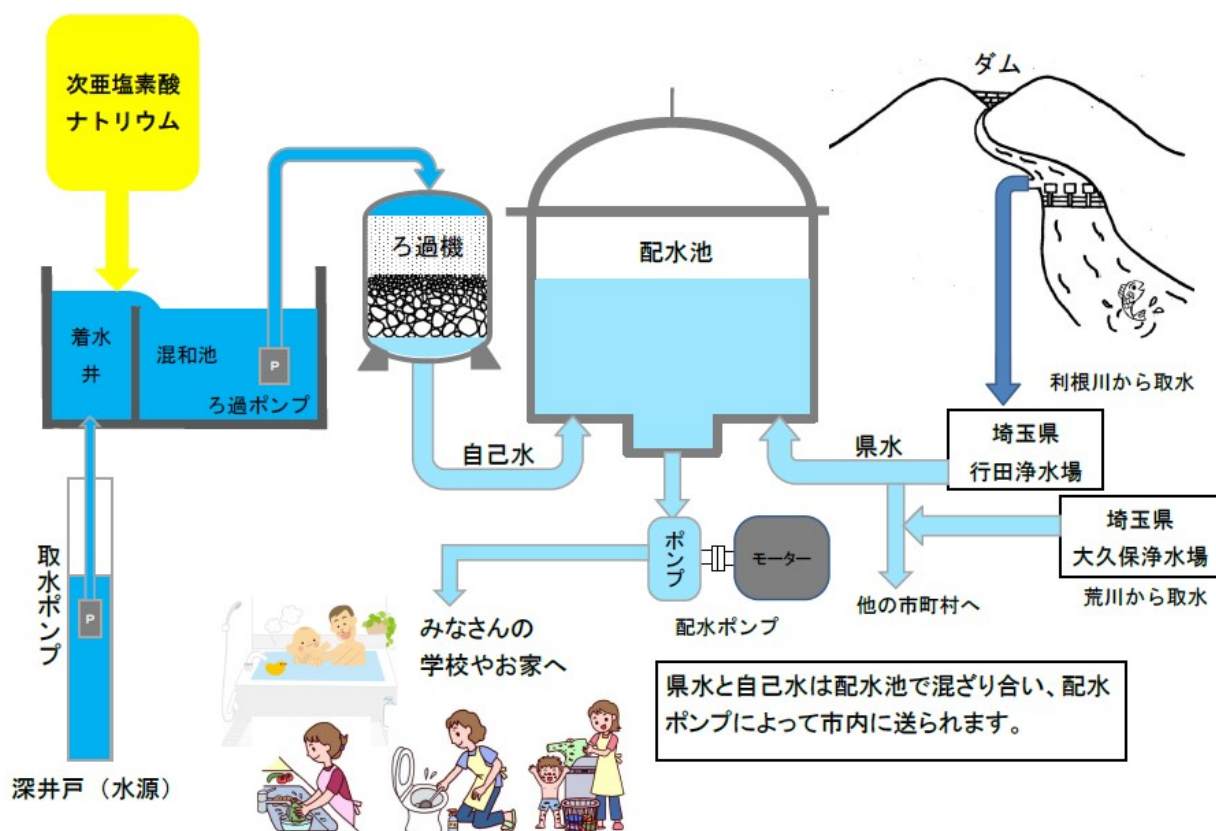 次亜塩素酸
ナトリウム
ダム
ろ過機
配水池
着水
井
混和池
P
ろ過ポンプ
利根川から取水
自己水
県水
埼玉県
行田浄水場
埼玉県
大久保浄水場
荒川から取水
取水ポンプ
P
ポンプ
モーター
配水ポンプ
他の市町村へ
みなさんの
学校やお家へ
県水と自己水は配水池で混ざり合い、配水
ポンプによって市内に送られます。
深井戸（水源）